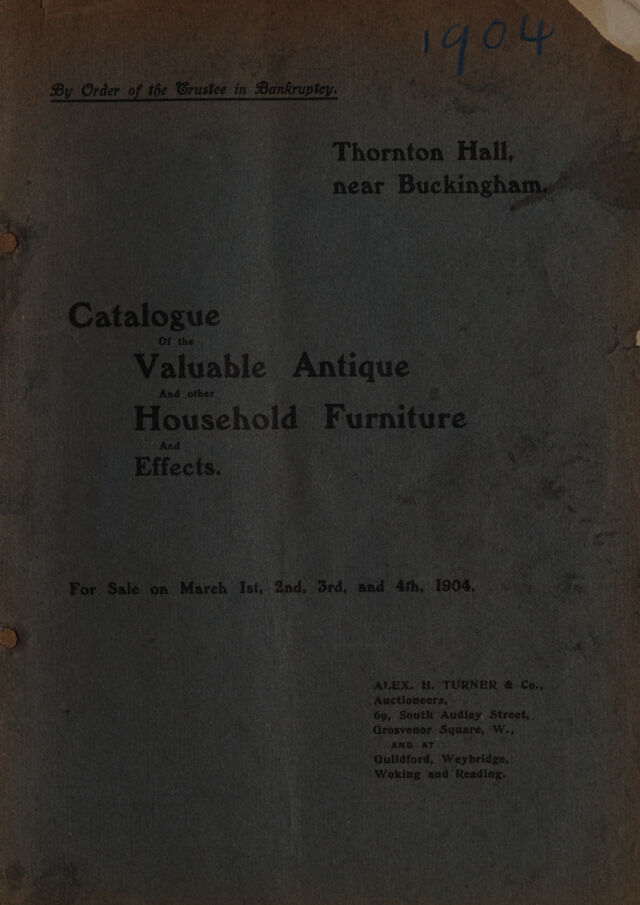 1904
By Order of the Trustee in Bankruptcy.
Thornton Hall,
near Buckingham.
Catalogue
Of the
Valuable Antique
And other
Household Furniture
And
Effects.
For Sale on March 1st, 2nd, 3rd, and 4th, 1904.
ALEX. H. TURNER & Co.,
Auctioneers,
69, South Audley Street,
Grosvenor Square, W.,
AND AT
Guildford, Weybridge,
Woking and Reading.